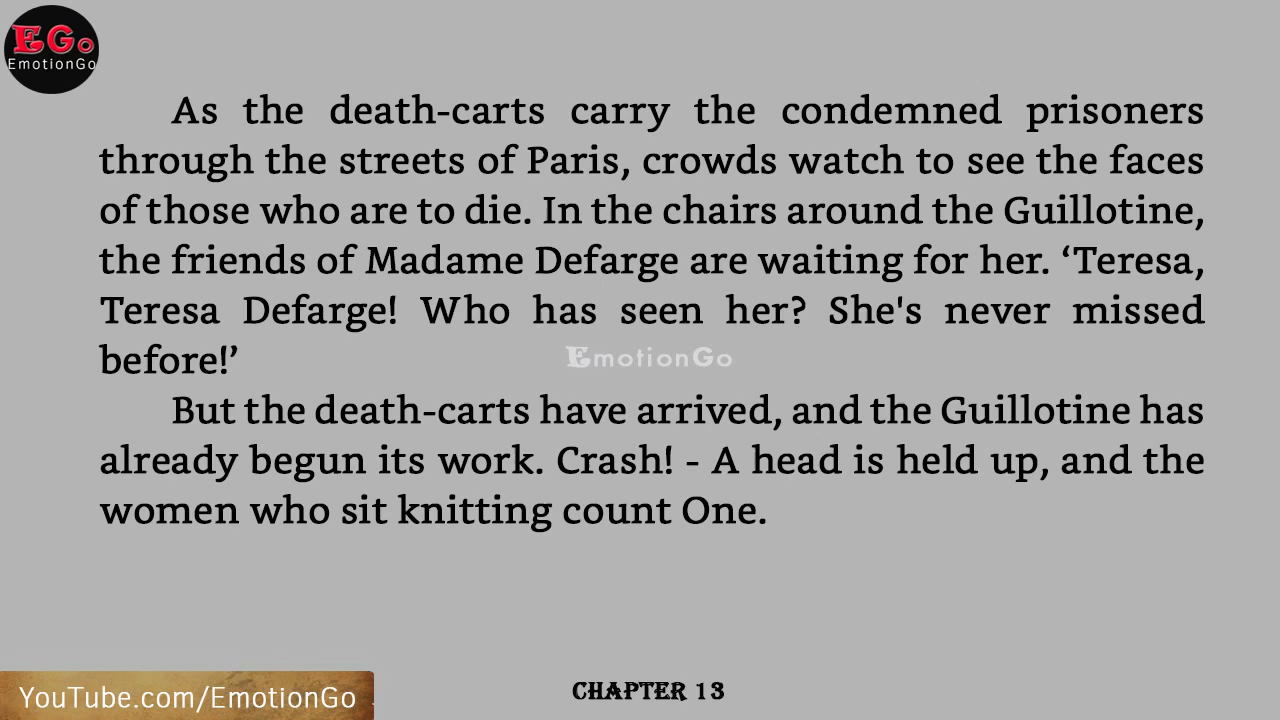 EGo
EmotionGo
As the death-carts carry the condemned prisoners
through the streets of Paris, crowds watch to see the faces
of those who are to die. In the chairs around the Guillotine,
the friends of Madame Defarge are waiting for her. ‘Teresa,
Teresa Defarge! Who has seen her? She's never missed
before!’
EmotionGo
But the death-carts have arrived, and the Guillotine has
already begun its work. Crash! - A head is held up, and the
women who sit knitting count One.
YouTube.com/EmotionGo
CHAPTER 13